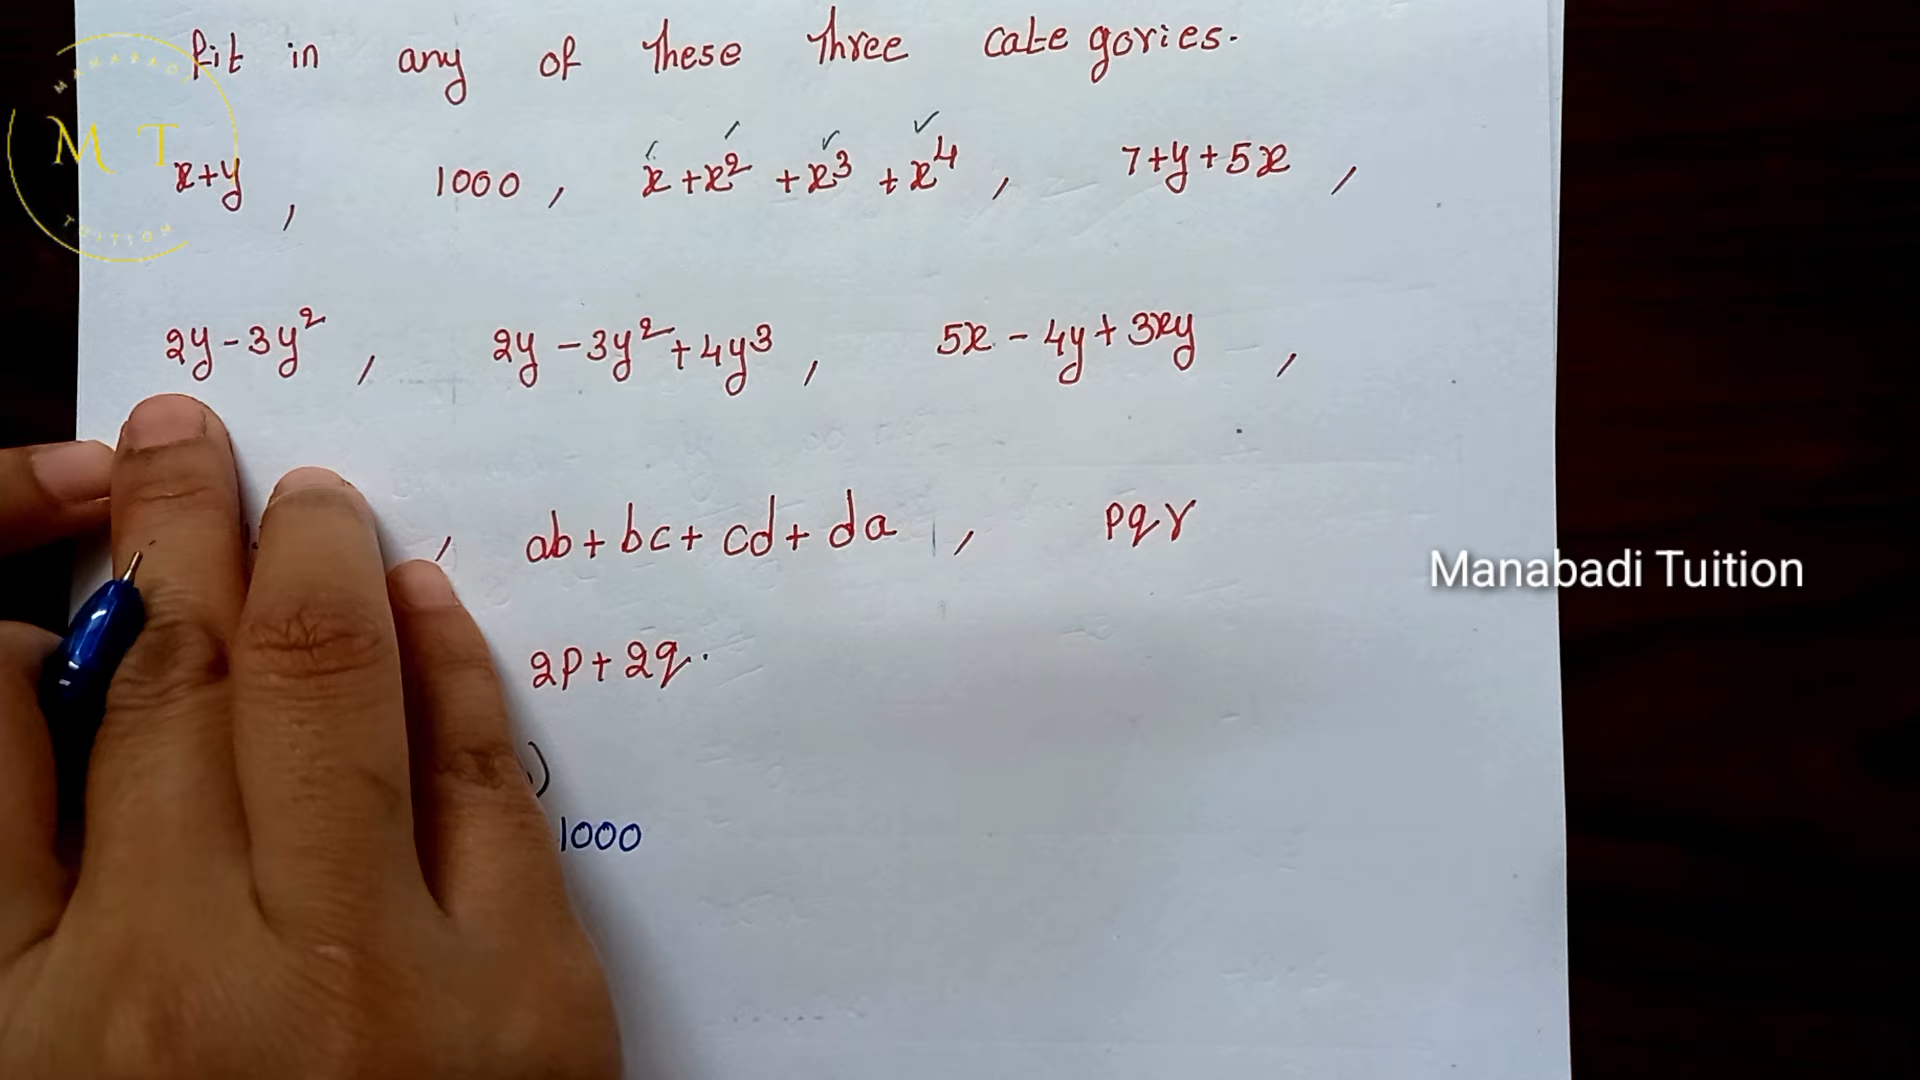 fit in any of these three categories.
M T
x+y, 1000, x+x²+x³+x⁴, 7+y+5x,
TUITION
2y-3y², 2y-3y²+4y³, 5x-4y+3xy,
, ab+bc+cd+da, pqr
Manabadi Tuition
2p+2q.
)
1000